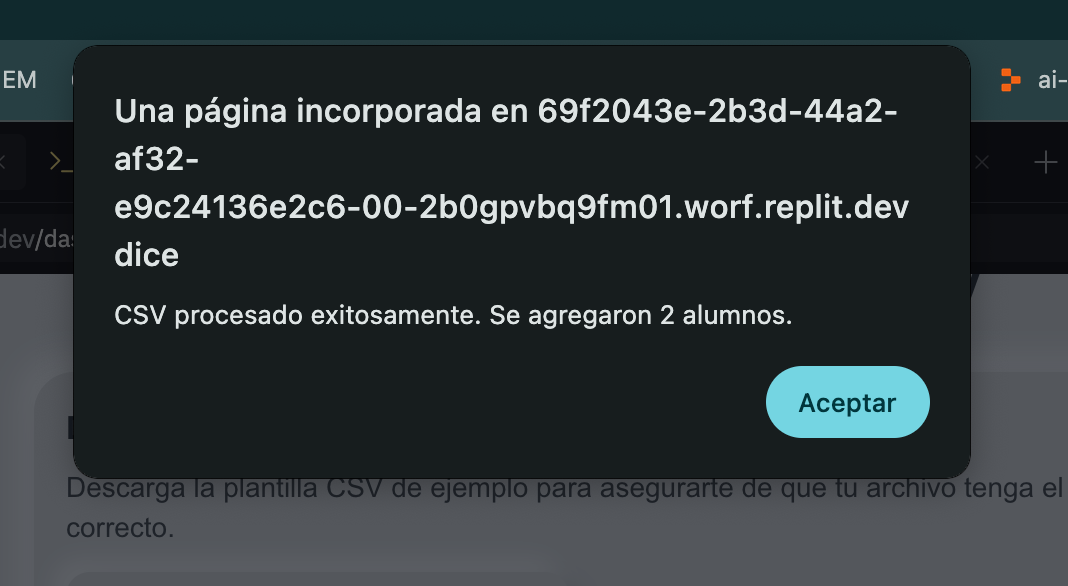 EM
ai-
Una página incorporada en 69f2043e-2b3d-44a2-
af32-
e9c24136e2c6-00-2b0gpvbq9fm01.worf.replit.dev
dice
dev/das
CSV procesado exitosamente. Se agregaron 2 alumnos.
Aceptar
Descarga la plantilla CSV de ejemplo para asegurarte de que tu archivo tenga el
correcto.